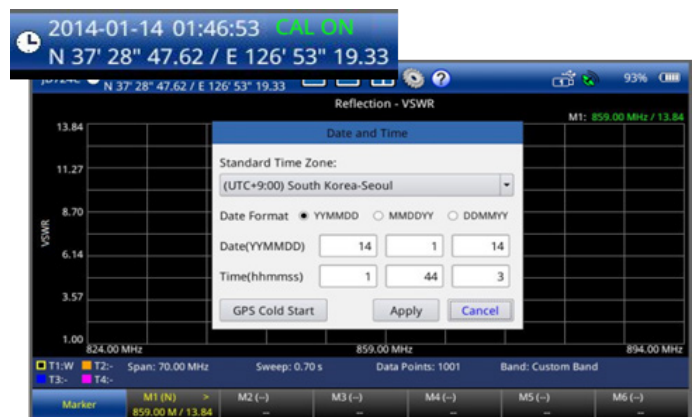 2014-01-14 01:46:53 CAL ON
N 37' 28" 47.62 / E 126' 53" 19.33
JD724C
N 37' 28" 47.62 / E 126' 53" 19.33
93%
Reflection - VSWR
M1: 859.00 MHz / 13.84
13.84
11.27
8.70
6.14
3.57
1.00
VSWR
Date and Time
Standard Time Zone:
(UTC+9:00) South Korea-Seoul
Date Format YYMMDD MMDDYY DDMMYY
Date(YYMMDD) 14 1 14
Time(hhmmss) 1 44 3
GPS Cold Start Apply Cancel
824.00 MHz 859.00 MHz 894.00 MHz
T1:W T2:- Span: 70.00 MHz Sweep: 0.70 s Data Points: 1001 Band: Custom Band
T3:- T4:-
Marker M1 (N) > M2 (--) M3 (--) M4 (--) M5 (--) M6 (--)
859.00 M / 13.84 -- -- -- -- --